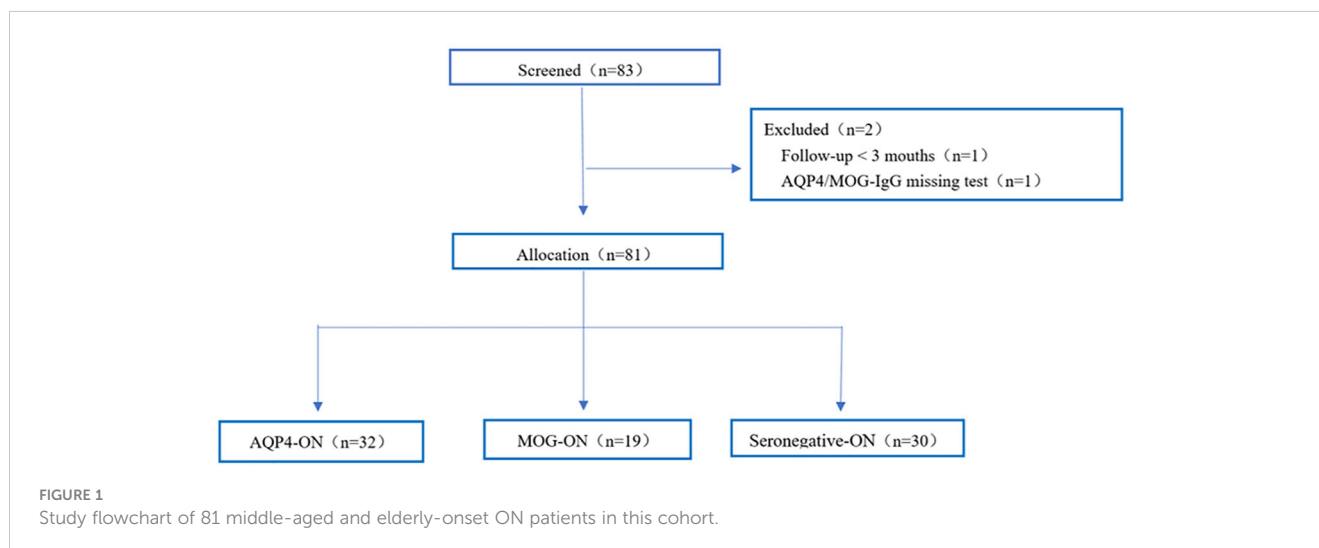 Screened（n=83）
Excluded（n=2）
Follow-up < 3 mouths（n=1）
AQP4/MOG-IgG missing test（n=1）
Allocation（n=81）
AQP4-ON（n=32）
MOG-ON（n=19）
Seronegative-ON（n=30）
FIGURE 1
Study flowchart of 81 middle-aged and elderly-onset ON patients in this cohort.